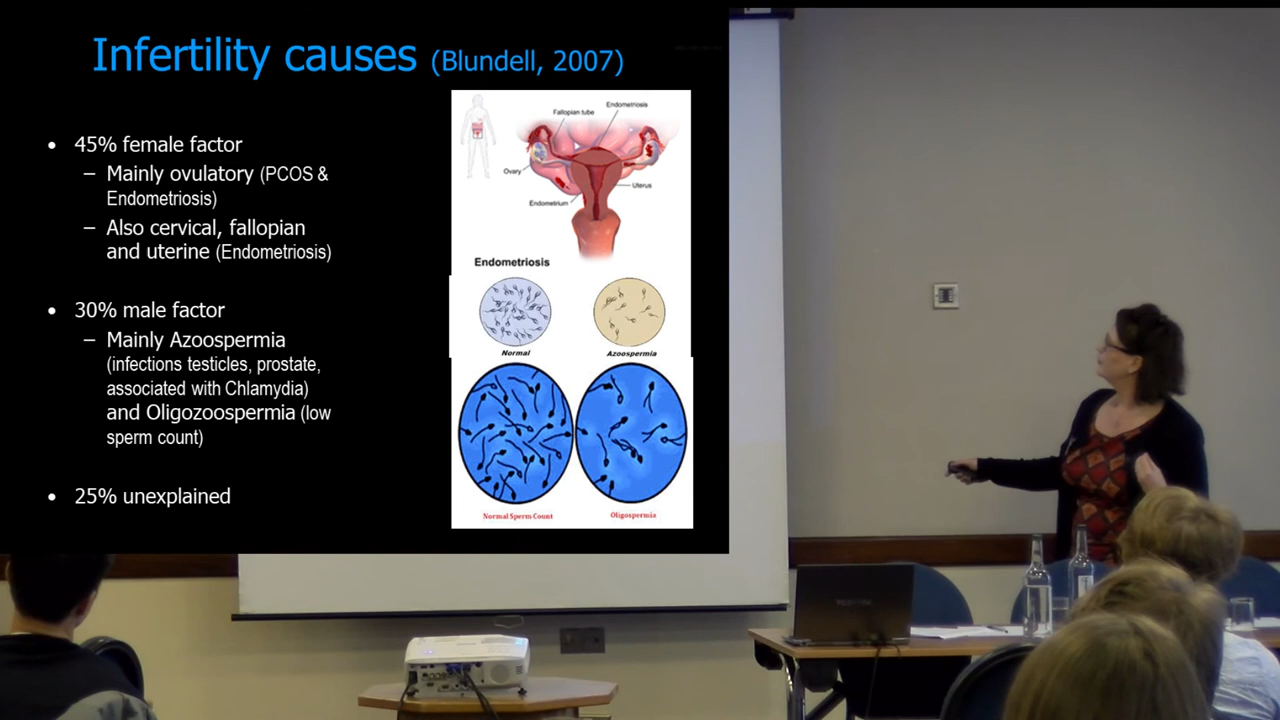 Infertility causes (Blundell, 2007)
• 45% female factor
– Mainly ovulatory (PCOS &
Endometriosis)
– Also cervical, fallopian
and uterine (Endometriosis)
• 30% male factor
– Mainly Azoospermia
(infections testicles, prostate,
associated with Chlamydia)
and Oligozoospermia (low
sperm count)
• 25% unexplained
Endometriosis
Fallopian tube
Ovary
Uterus
Endometrium
Endometriosis
Normal
Azoospermia
Normal Sperm Count
Oligospermia
TOSHIBA